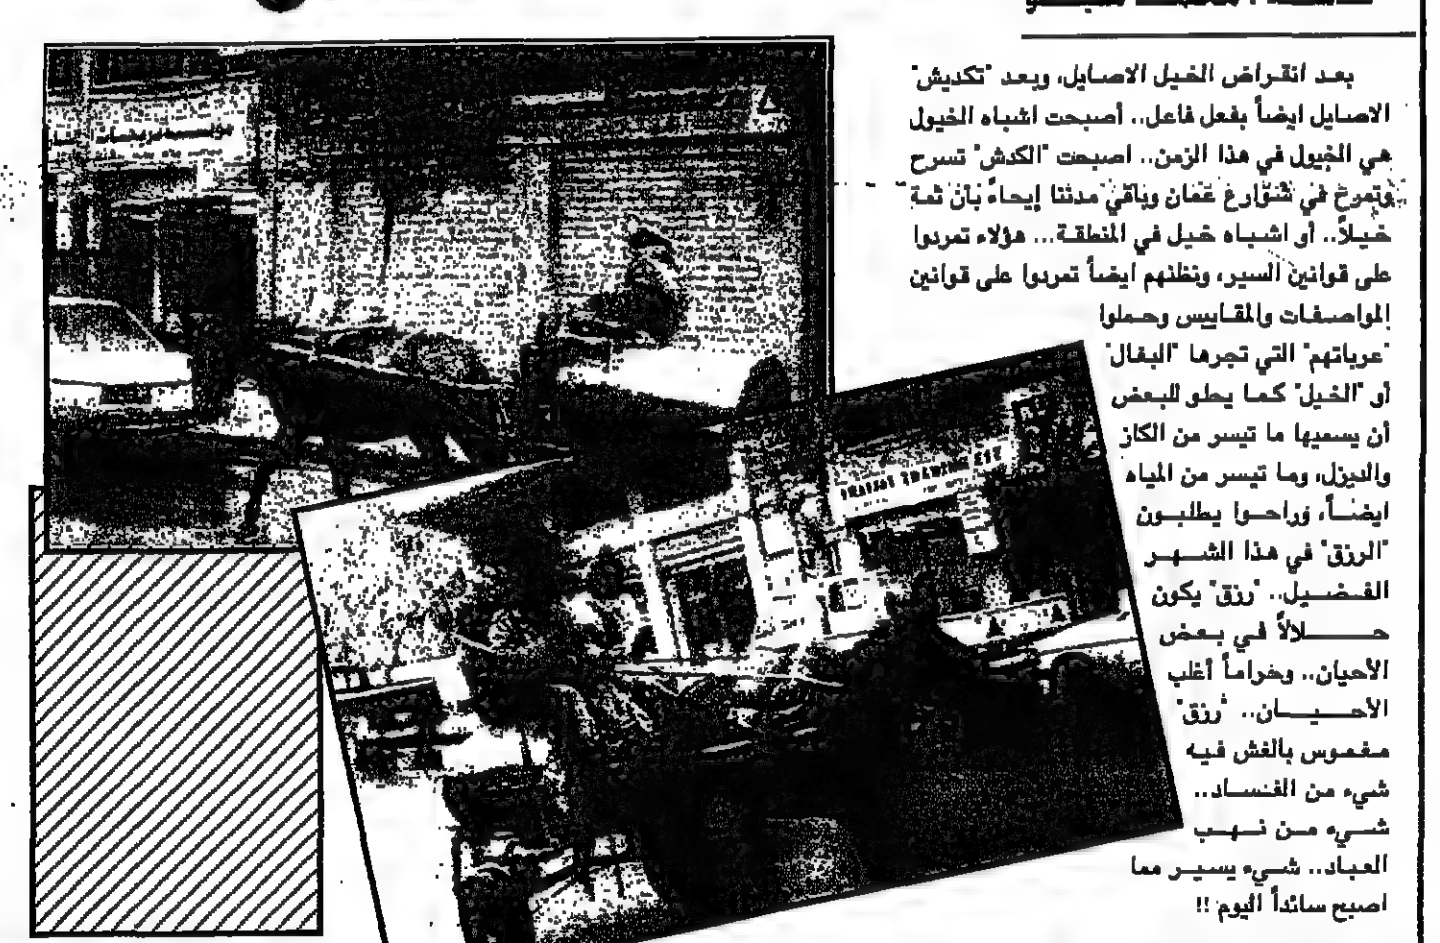 بعد انقراض الخيل الاصايل، وبعد "تكديش"
الاصايل ايضاً بفعل فاعل.. أصبحت اشباه الخيول
هي الخيول في هذا الزمن.. اصبحت "الكدش" تسرح
وتمرح في شوارع عمان وباقي مدننا إيحاءً بأن ثمة
خيلاً.. أو اشباه خيل في المنطقة... هؤلاء تمردوا
على قوانين السير، ونظنهم ايضاً تمردوا على قوانين
المواصفات والمقاييس وحملوا
"عرباتهم" التي تجرها "البغال"
أو "الخيل" كما يحلو للبعض
أن يسميها ما تيسر من الكاز
والديزل، وما تيسر من المياه
ايضاً، وراحوا يطلبون
"الرزق" في هذا الشهر
الفضيل.. "رزق" يكون
حلالاً في بعض
الأحيان.. وحراماً أغلب
الأحيان.. "رزق"
مغموس بالغش فيه
شيء من الفساد..
شيء من نهب
العباد.. شيء يسير مما
اصبح سائداً اليوم !!
TRADING EST